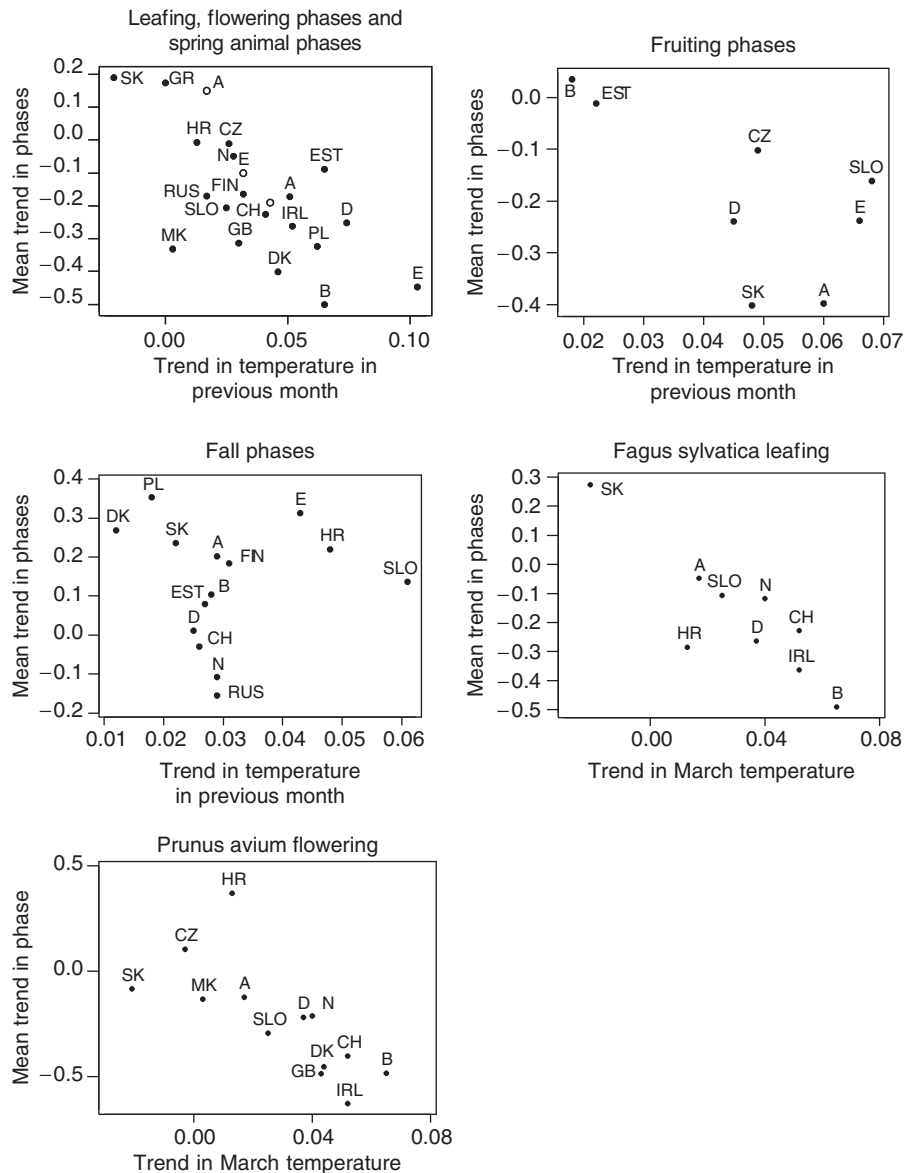 Leafing, flowering phases and
spring animal phases
Mean trend in phases
0.2
0.1
0.0
−0.1
−0.2
−0.3
−0.4
−0.5
SK
GR
A
HR
CZ
N
E
EST
RUS
FIN
A
SLO
CH
IRL
D
MK
GB
PL
DK
B
E
0.00
0.05
0.10
Trend in temperature in
previous month
Fruiting phases
Mean trend in phases
0.0
−0.1
−0.2
−0.3
−0.4
B
EST
CZ
SLO
D
E
SK
A
0.02
0.03
0.04
0.05
0.06
0.07
Trend in temperature in
previous month
Fall phases
Mean trend in phases
0.4
0.3
0.2
0.1
0.0
−0.1
−0.2
PL
DK
E
SK
A
HR
FIN
SLO
EST
B
D
CH
N
RUS
0.01
0.02
0.03
0.04
0.05
0.06
Trend in temperature
in previous month
Fagus sylvatica leafing
Mean trend in phases
0.3
0.2
0.0
−0.1
−0.2
−0.3
−0.4
−0.5
SK
A
SLO
N
HR
D
CH
IRL
B
0.00
0.04
0.08
Trend in March temperature
Prunus avium flowering
Mean trend in phase
0.5
0.0
−0.5
HR
CZ
SK
MK
A
SLO
D
N
DK
CH
GB
B
IRL
0.00
0.04
0.08
Trend in March temperature